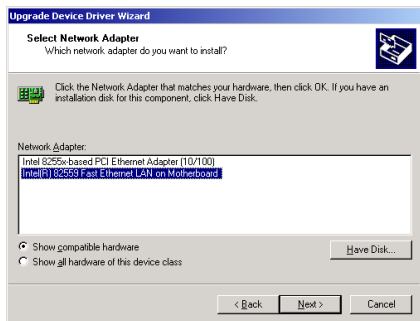 Upgrade Device Driver Wizard
Select Network Adapter
Which network adapter do you want to install?
Click the Network Adapter that matches your hardware, then click OK. If you have an
installation disk for this component, click Have Disk.
Network Adapter:
Intel 8255x-based PCI Ethernet Adapter (10/100)
Intel(R) 82559 Fast Ethernet LAN on Motherboard
Show compatible hardware
Have Disk...
Show all hardware of this device class
< Back
Next >
Cancel